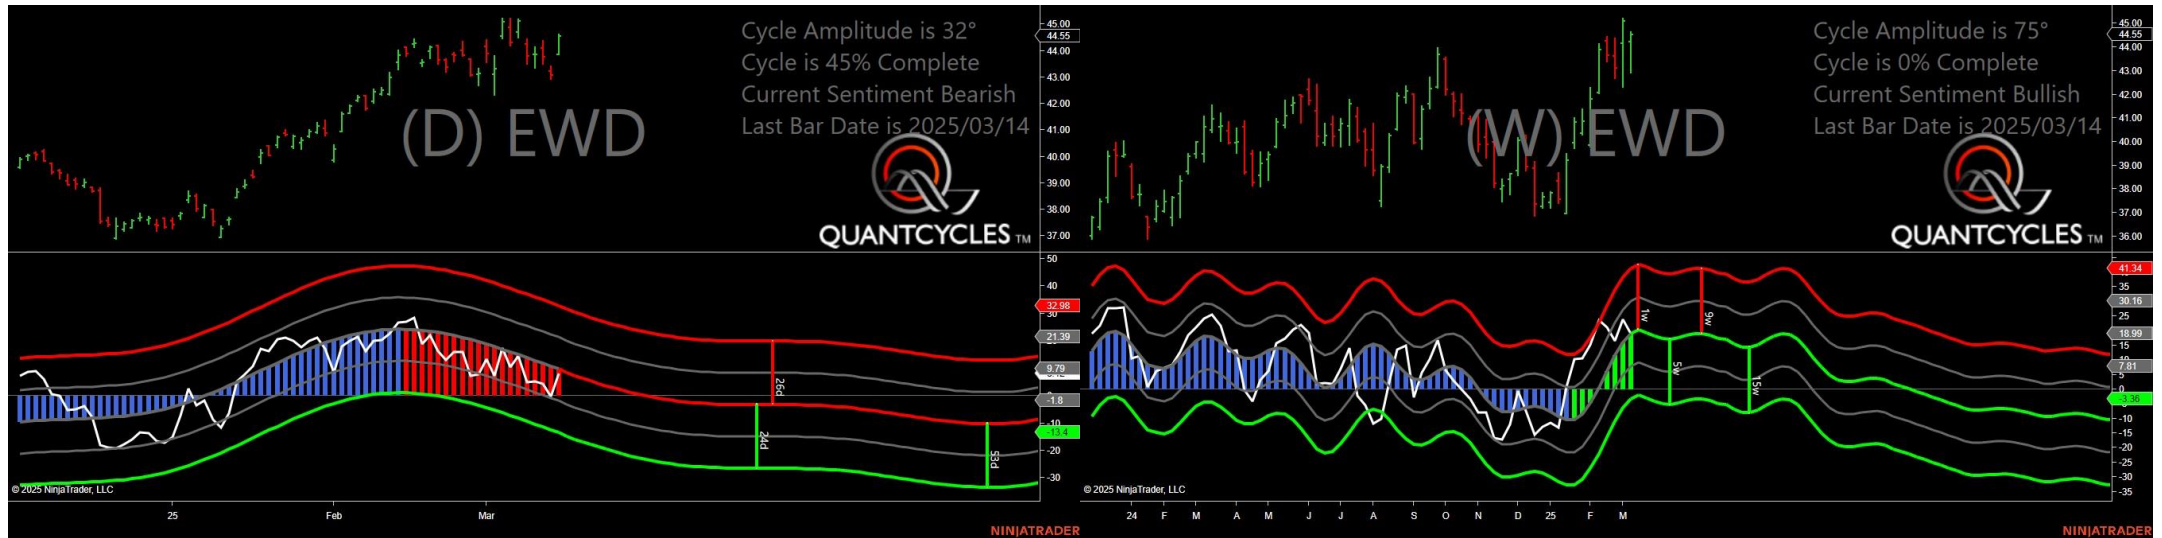 Cycle Amplitude is 32°
Cycle is 45% Complete
Current Sentiment Bearish
Last Bar Date is 2025/03/14
(D) EWD
QUANTCYCLES TM
45.00
44.55
44.00
43.00
42.00
41.00
40.00
39.00
38.00
37.00
50
40
32.98
30
21.39
9.79
-1.8
-10
-13.4
-20
-30
26d
24d
53d
© 2025 NinjaTrader, LLC
25 Feb Mar
NINJATRADER
Cycle Amplitude is 75°
Cycle is 0% Complete
Current Sentiment Bullish
Last Bar Date is 2025/03/14
(W) EWD
QUANTCYCLES TM
45.00
44.55
44.00
43.00
42.00
41.00
40.00
39.00
38.00
37.00
36.00
41.34
35
30.16
25
18.99
15
7.81
5
0
-3.36
-10
-15
-20
-25
-30
-35
1w
9w
5w
15w
© 2025 NinjaTrader, LLC
24 F M A M J J A S O N D 25 F M
NINJATRADER